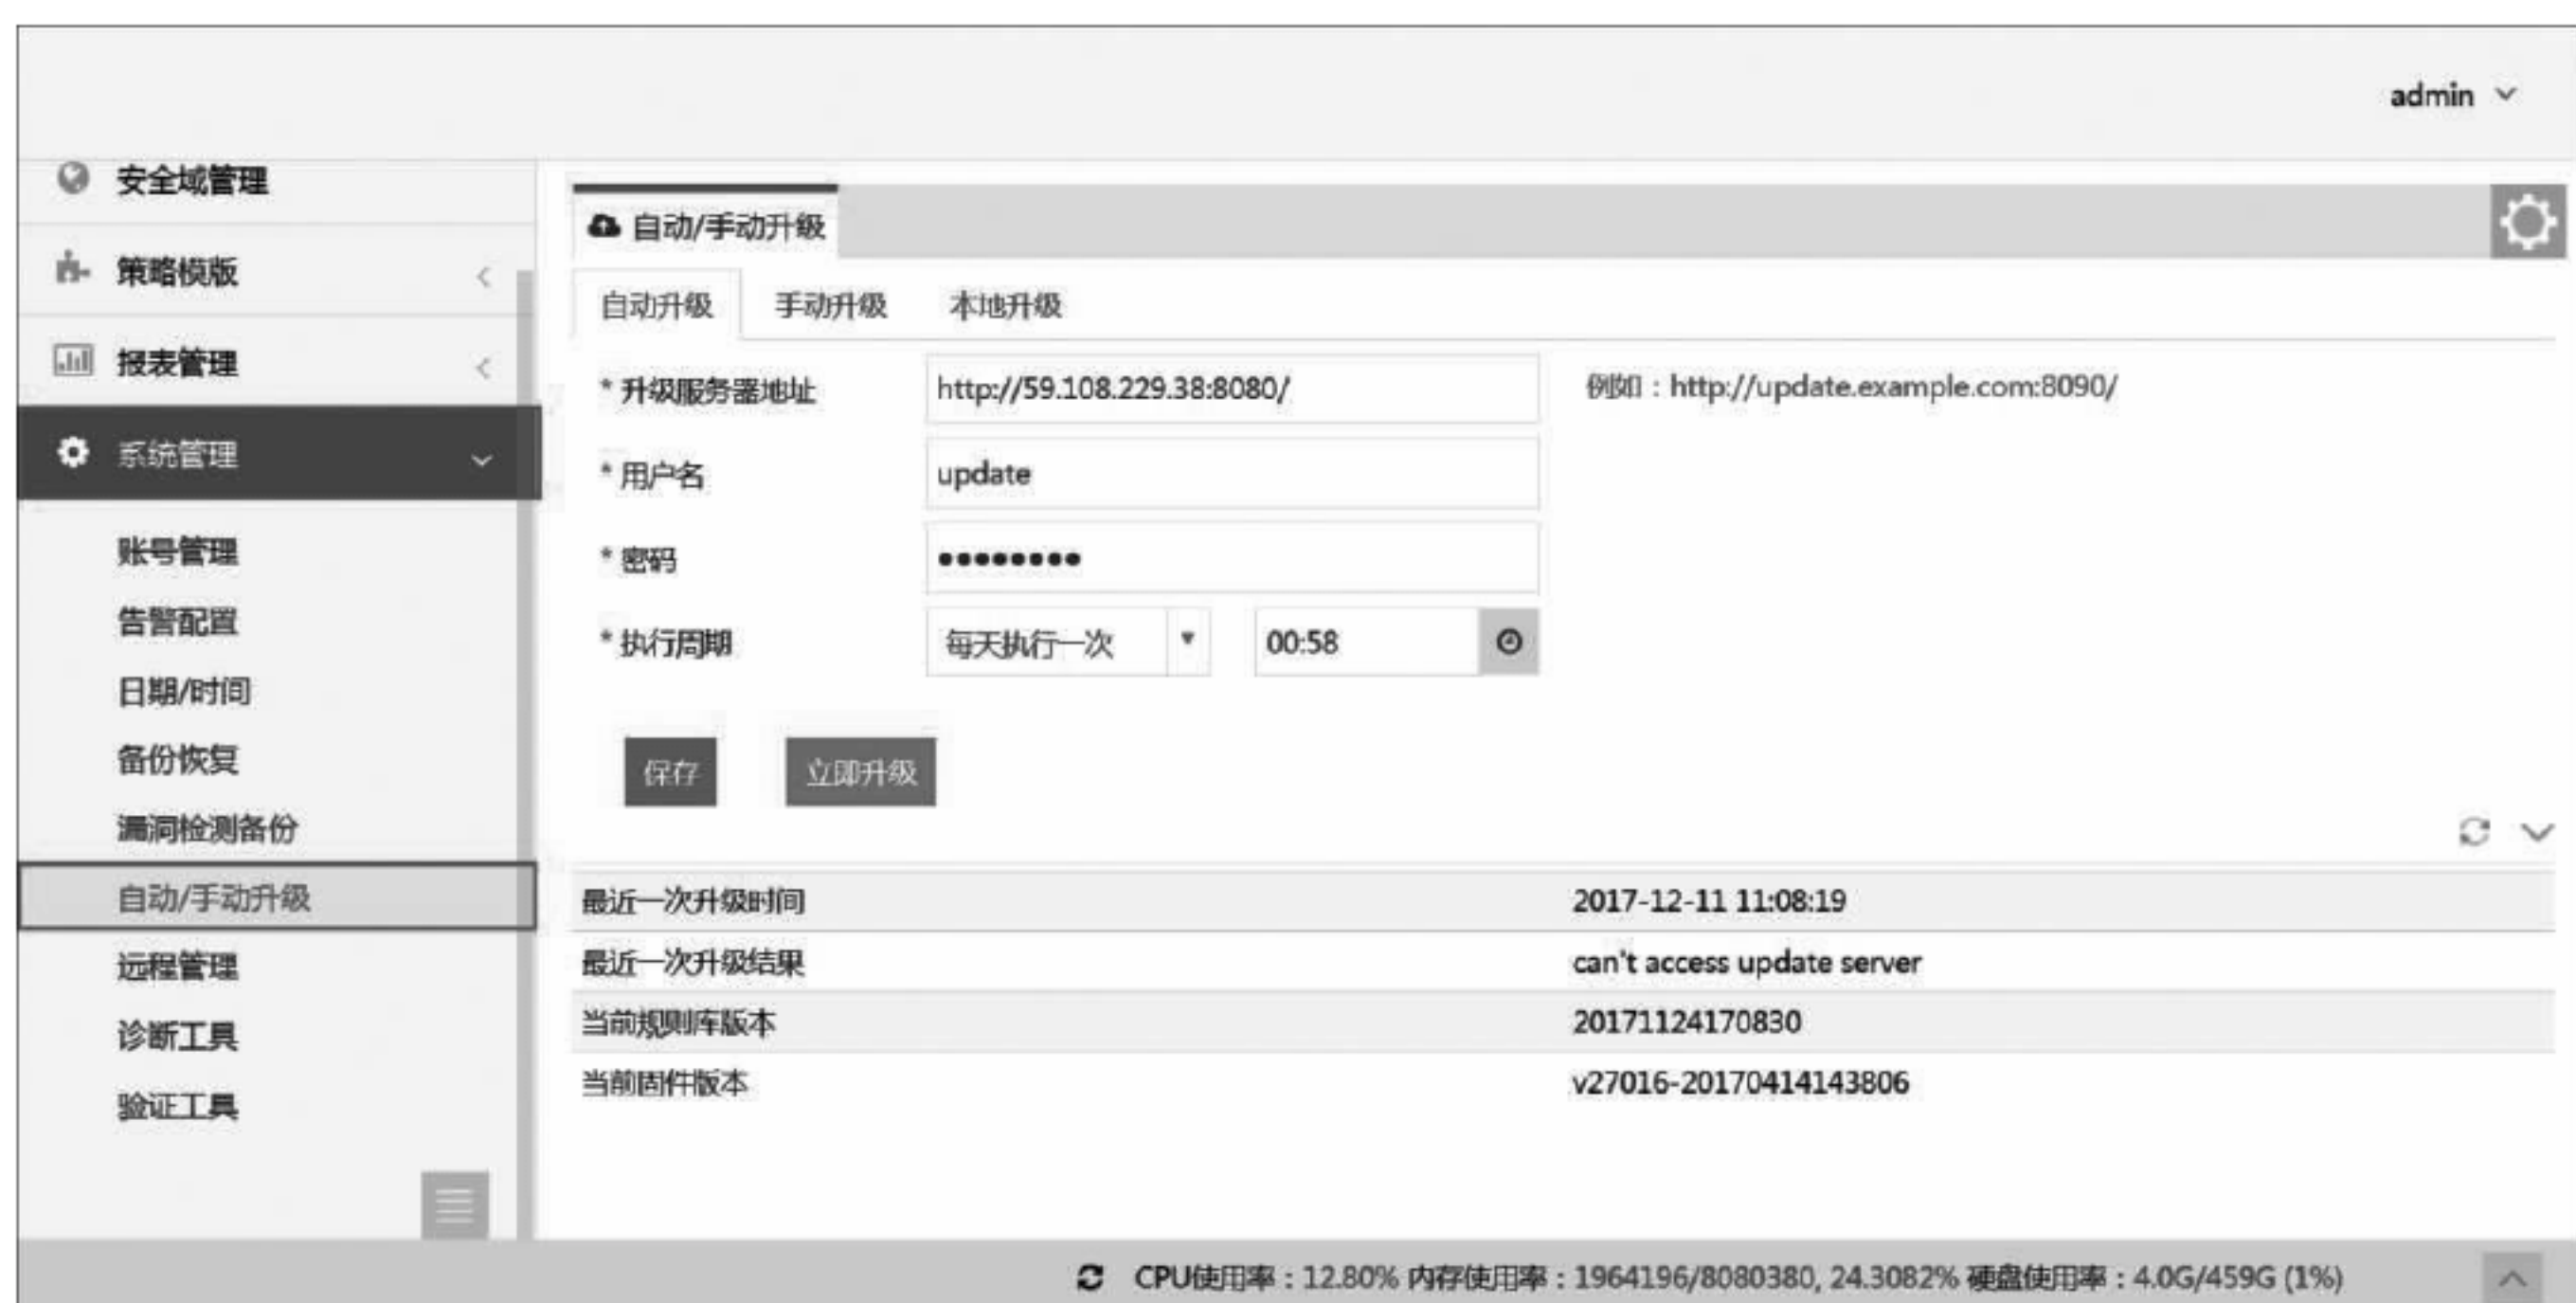 admin
安全域管理
策略模版
报表管理
系统管理
账号管理
告警配置
日期/时间
备份恢复
漏洞检测备份
自动/手动升级
远程管理
诊断工具
验证工具
自动/手动升级
自动升级 手动升级 本地升级
* 升级服务器地址 http://59.108.229.38:8080/ 例如：http://update.example.com:8090/
* 用户名 update
* 密码 ••••••••
* 执行周期 每天执行一次 00:58
保存 立即升级
最近一次升级时间 2017-12-11 11:08:19
最近一次升级结果 can't access update server
当前规则库版本 20171124170830
当前固件版本 v27016-20170414143806
CPU使用率：12.80% 内存使用率：1964196/8080380, 24.3082% 硬盘使用率：4.0G/459G (1%)